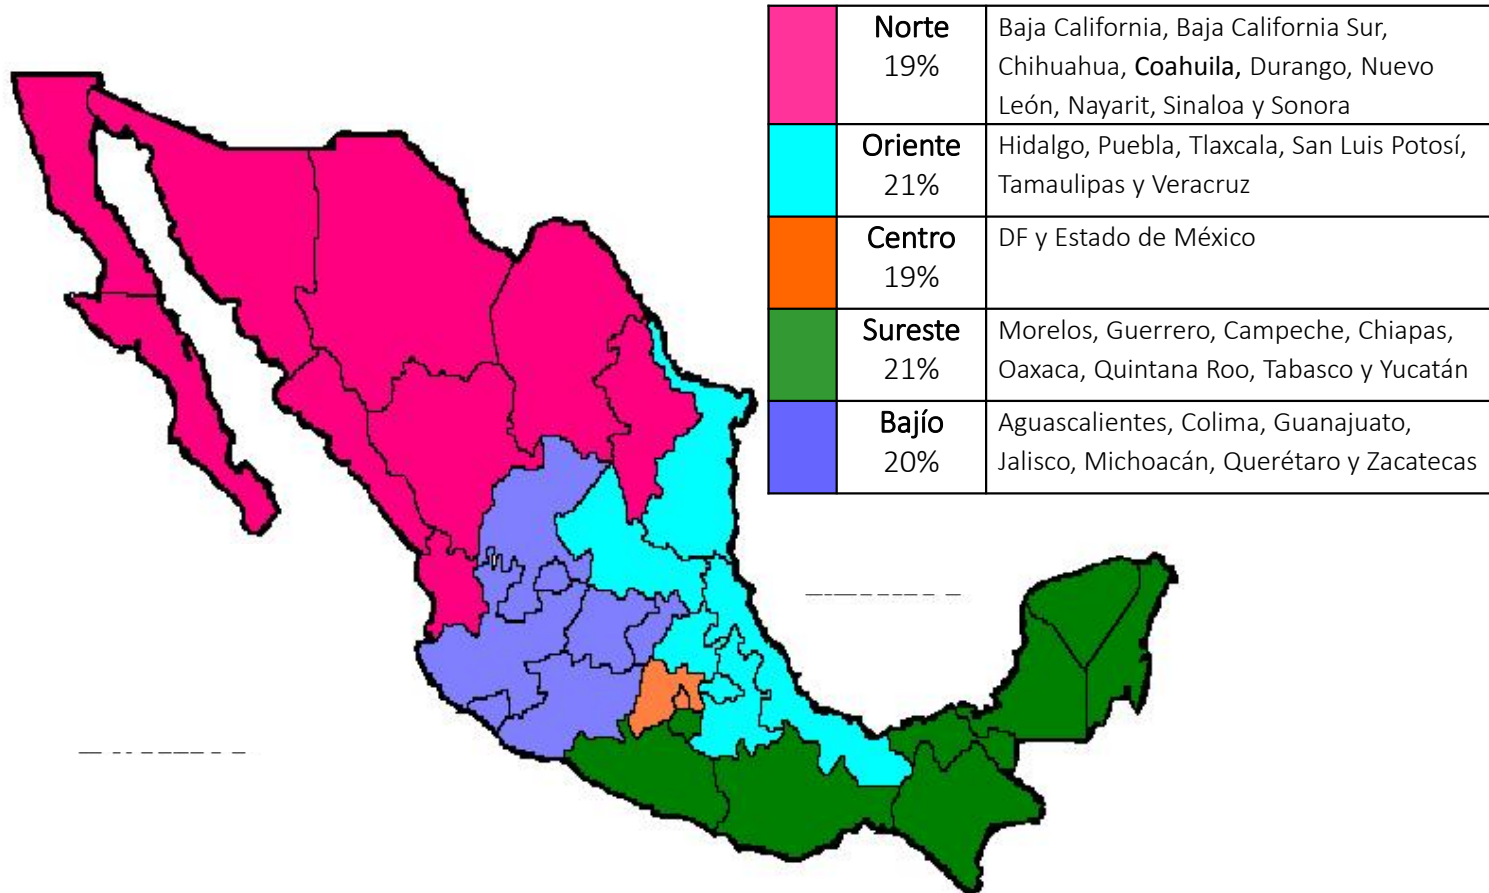 Norte
19%
Baja California, Baja California Sur,
Chihuahua, Coahuila, Durango, Nuevo
León, Nayarit, Sinaloa y Sonora
Oriente
21%
Hidalgo, Puebla, Tlaxcala, San Luis Potosí,
Tamaulipas y Veracruz
Centro
19%
DF y Estado de México
Sureste
21%
Morelos, Guerrero, Campeche, Chiapas,
Oaxaca, Quintana Roo, Tabasco y Yucatán
Bajío
20%
Aguascalientes, Colima, Guanajuato,
Jalisco, Michoacán, Querétaro y Zacatecas